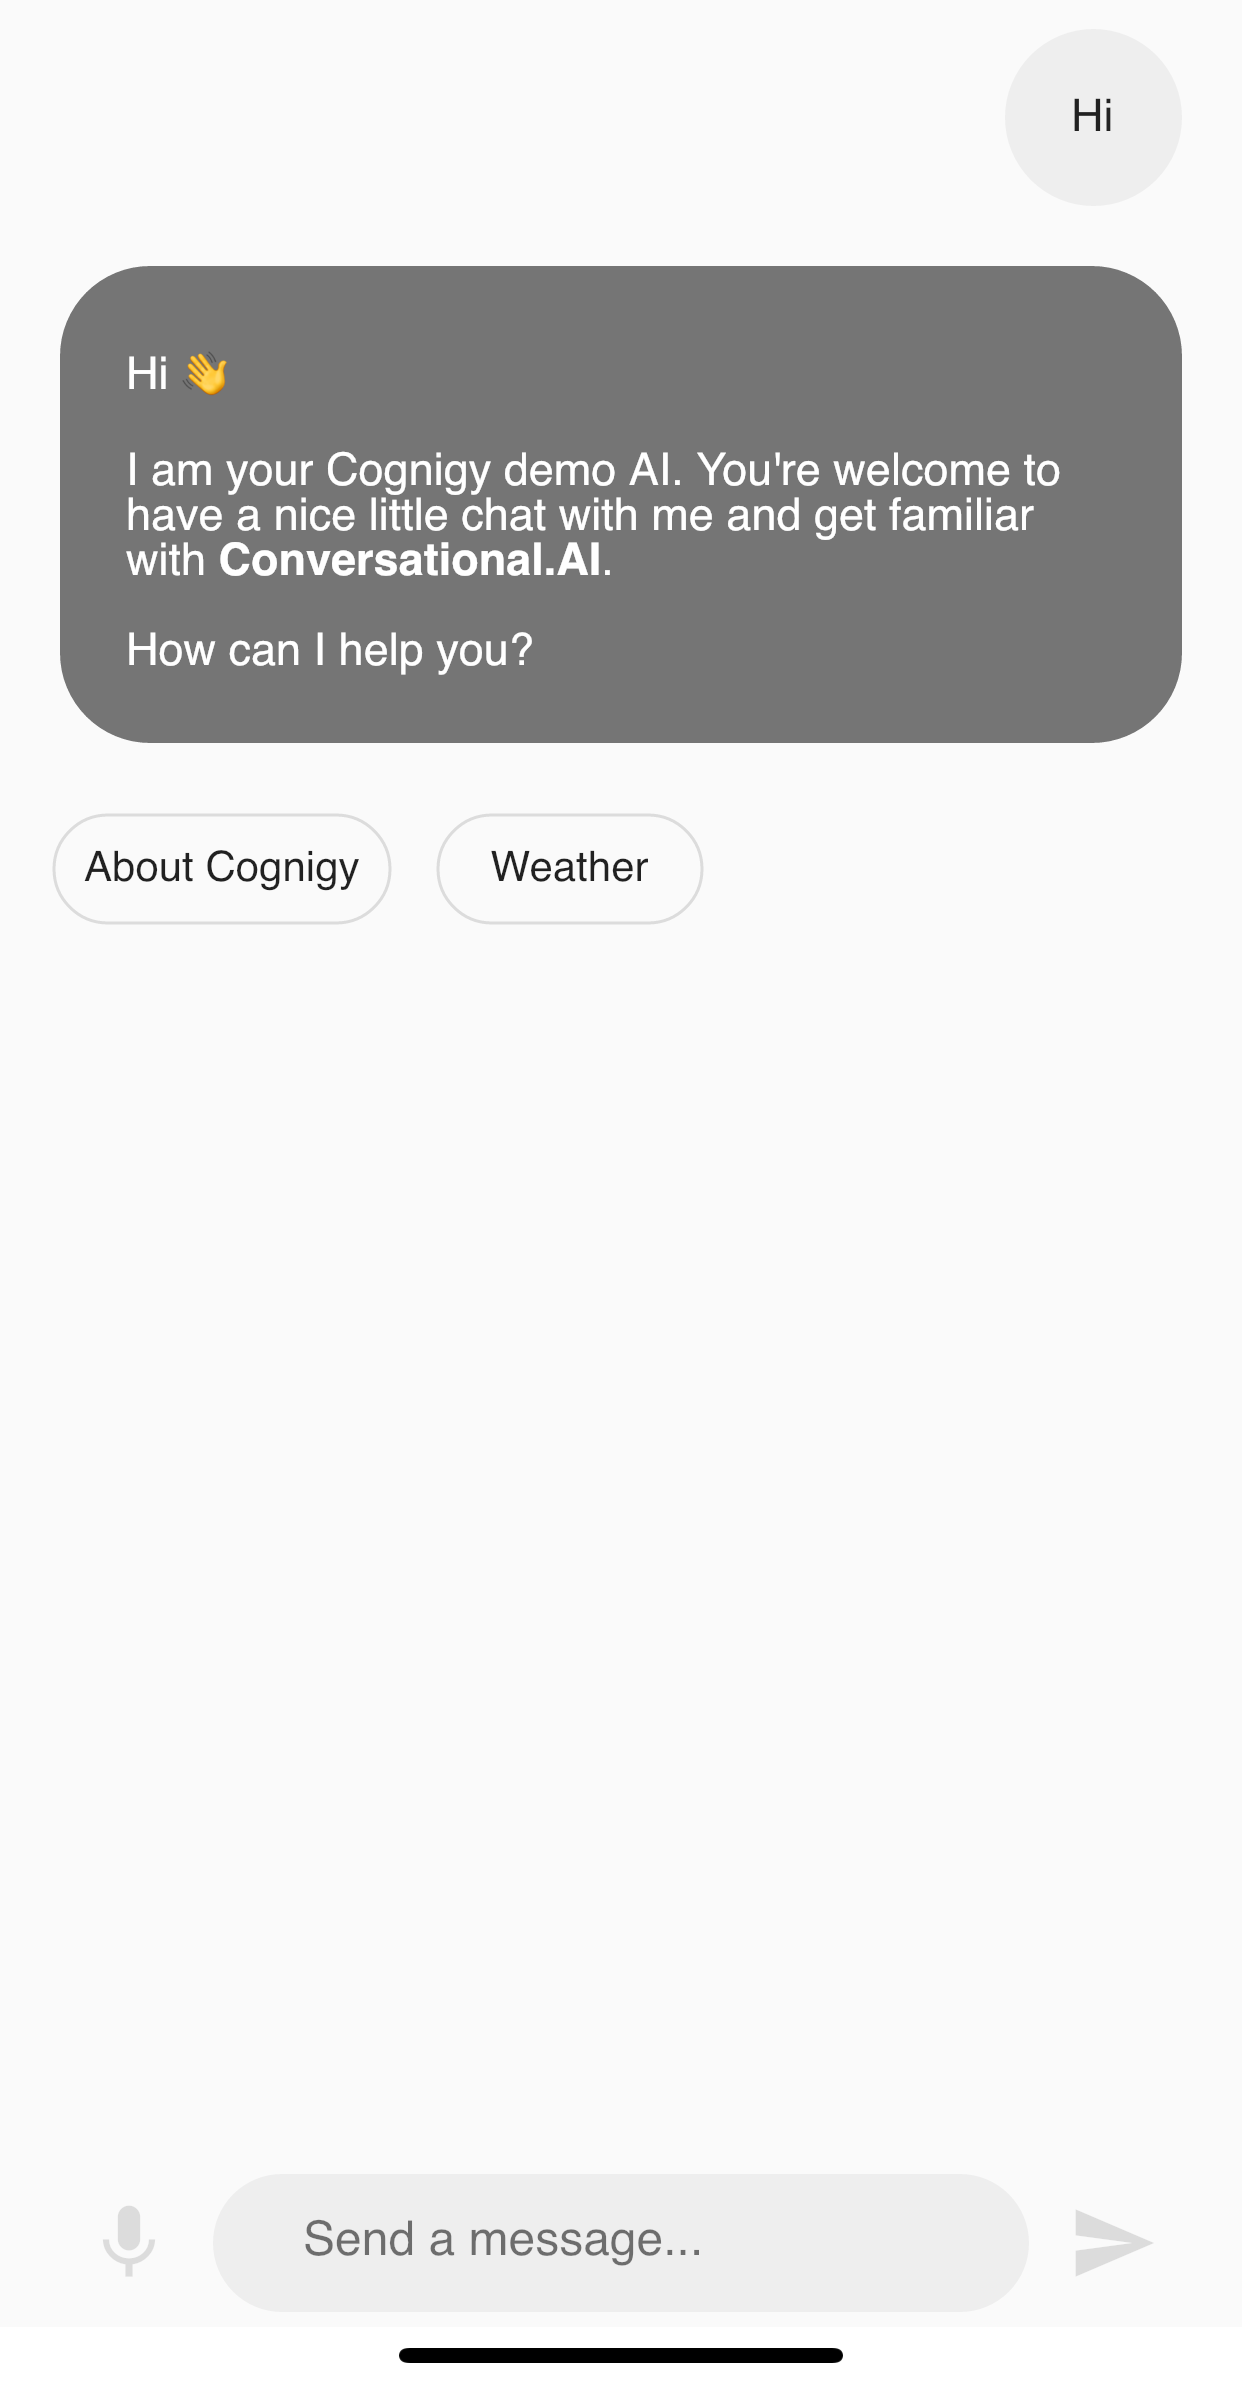 Hi
Hi 👋
I am your Cognigy demo AI. You're welcome to
have a nice little chat with me and get familiar
with Conversational.AI.
How can I help you?
About Cognigy
Weather
Send a message...